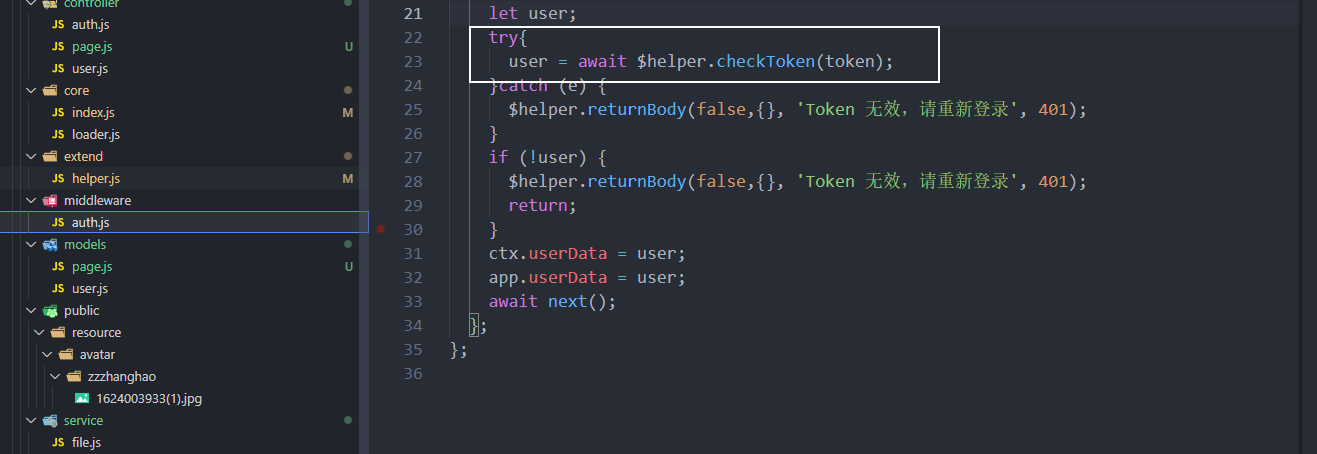 controller
JS auth.js
JS page.js U
JS user.js
core
JS index.js M
JS loader.js
extend
JS helper.js M
middleware
JS auth.js
models
JS page.js U
JS user.js
public
resource
avatar
zzzhanghao
1624003933(1).jpg
service
JS file.js
21 let user;
22 try{
23 user = await $helper.checkToken(token);
24 }catch (e) {
25 $helper.returnBody(false,{}, 'Token 无效，请重新登录', 401);
26 }
27 if (!user) {
28 $helper.returnBody(false,{}, 'Token 无效，请重新登录', 401);
29 return;
30 }
31 ctx.userData = user;
32 app.userData = user;
33 await next();
34 };
35 };
36